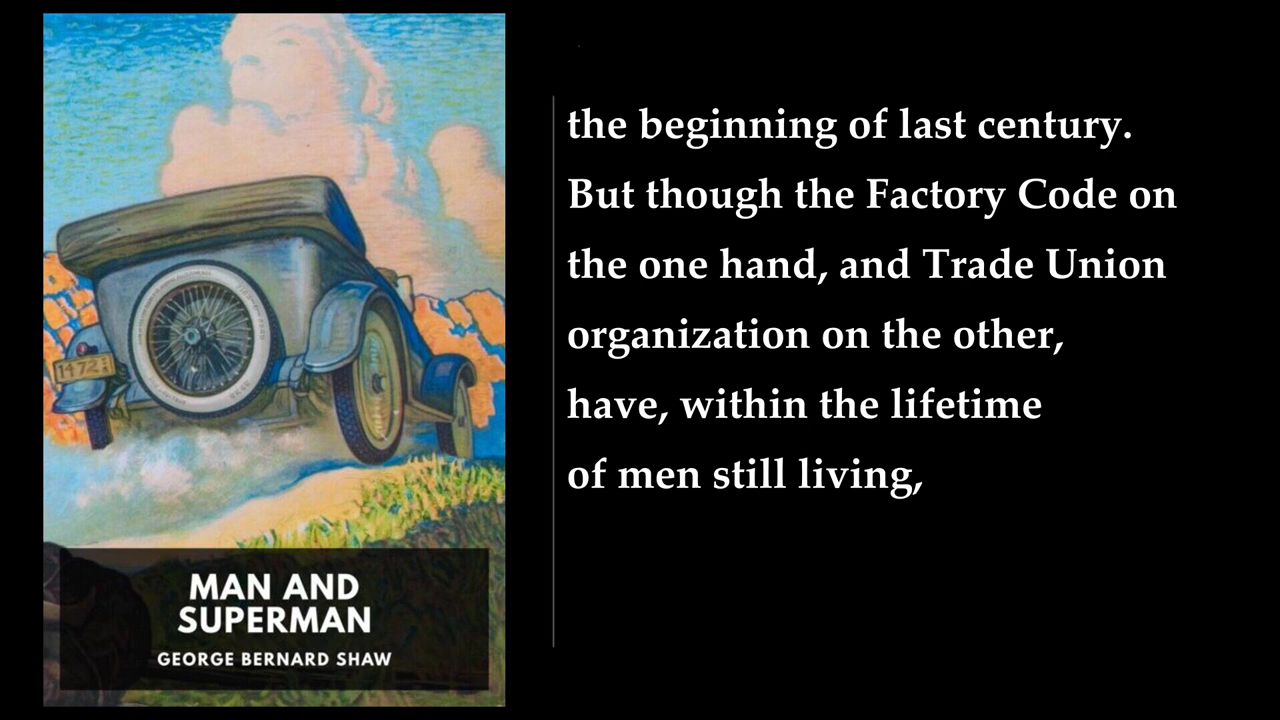 the beginning of last century.
But though the Factory Code on
the one hand, and Trade Union
organization on the other,
have, within the lifetime
of men still living,
1472
MAN AND
SUPERMAN
GEORGE BERNARD SHAW